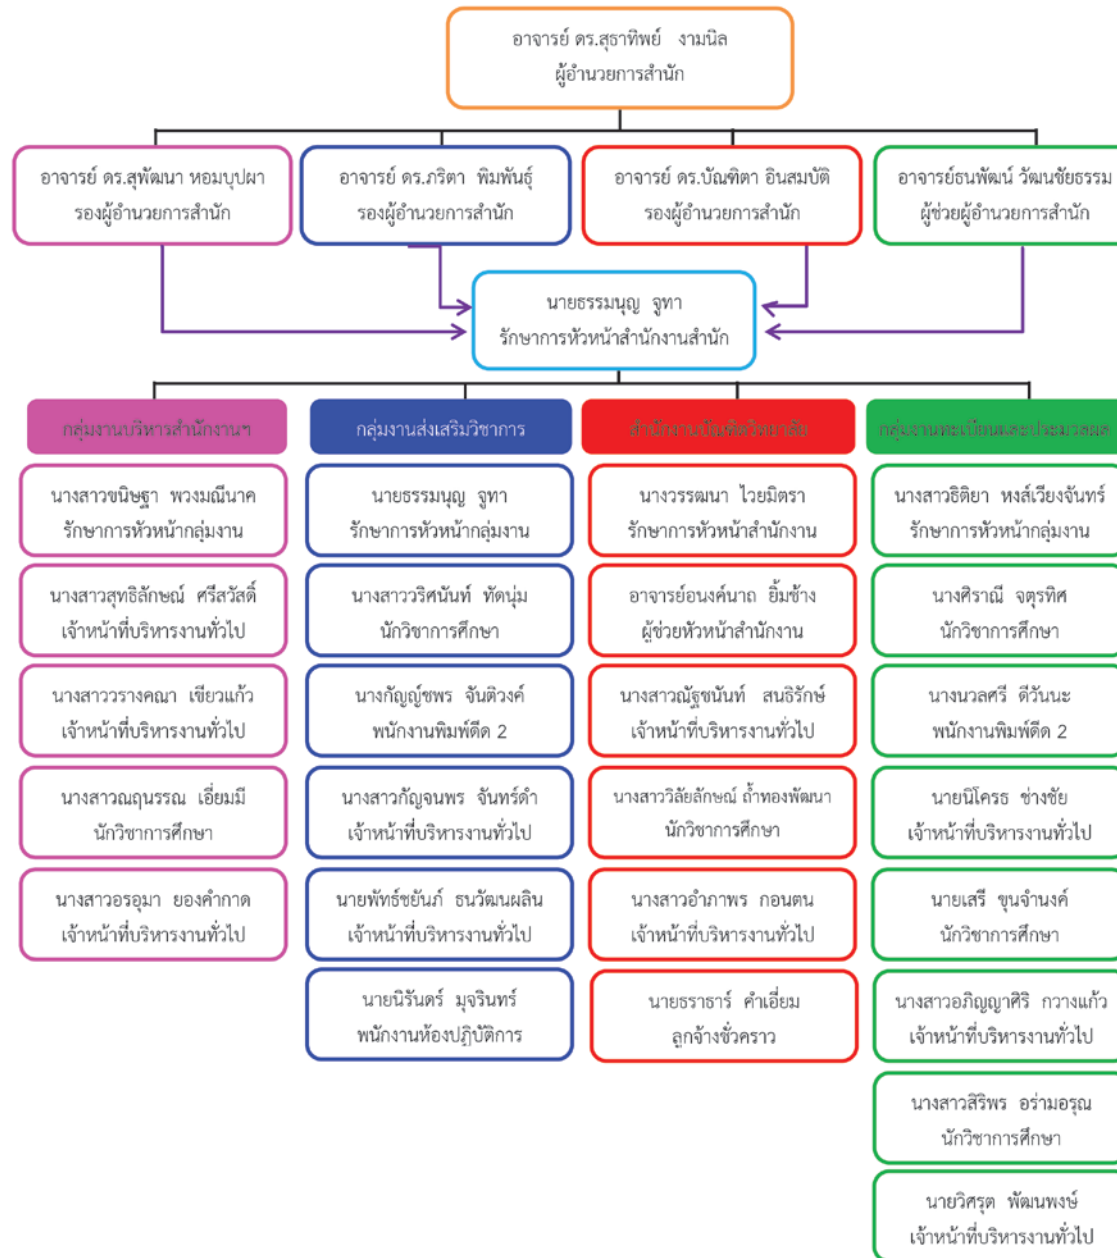 อาจารย์ ดร.สุธาทิพย์ งามนิล
ผู้อำนวยการสำนัก
อาจารย์ ดร.สุพัฒนา หอมบุปผา
รองผู้อำนวยการสำนัก
อาจารย์ ดร.ภริตา พิมพันธุ์
รองผู้อำนวยการสำนัก
อาจารย์ ดร.บัณฑิตา อินสมบัติ
รองผู้อำนวยการสำนัก
อาจารย์ธนพัฒน์ วัฒนชัยธรรม
ผู้ช่วยผู้อำนวยการสำนัก
นายธรรมนุญ จูทา
รักษาการหัวหน้าสำนักงานสำนัก
กลุ่มงานบริหารสำนักงานฯ
นางสาวขนิษฐา พวงมณีนาค
รักษาการหัวหน้ากลุ่มงาน
นางสาวสุทธิลักษณ์ ศรีสวัสดิ์
เจ้าหน้าที่บริหารงานทั่วไป
นางสาววรางคณา เขียวแก้ว
เจ้าหน้าที่บริหารงานทั่วไป
นางสาวณฤนรรณ เอี่ยมมี
นักวิชาการศึกษา
นางสาวอรอุมา ยองคำกาด
เจ้าหน้าที่บริหารงานทั่วไป
กลุ่มงานส่งเสริมวิชาการ
นายธรรมนุญ จูทา
รักษาการหัวหน้ากลุ่มงาน
นางสาววริศนันท์ ทัดนุ่ม
นักวิชาการศึกษา
นางกัญญ์ชพร จันติวงค์
พนักงานพิมพ์ดีด 2
นางสาวกัญจนพร จันทร์ดำ
เจ้าหน้าที่บริหารงานทั่วไป
นายพัทธ์ชยันภ์ ธนวัฒนผลิน
เจ้าหน้าที่บริหารงานทั่วไป
นายนิรันดร์ มุจรินทร์
พนักงานห้องปฏิบัติการ
สำนักงานบัณฑิตวิทยาลัย
นางวรรฒนา ไวยมิตรา
รักษาการหัวหน้าสำนักงาน
อาจารย์อนงค์นาถ ยิ้มช้าง
ผู้ช่วยหัวหน้าสำนักงาน
นางสาวณัฐชนันท์ สนธิรักษ์
เจ้าหน้าที่บริหารงานทั่วไป
นางสาววิลัยลักษณ์ ถ้ำทองพัฒนา
นักวิชาการศึกษา
นางสาวอำภาพร กอนตน
เจ้าหน้าที่บริหารงานทั่วไป
นายธราธาร์ คำเอี่ยม
ลูกจ้างชั่วคราว
กลุ่มงานทะเบียนและประมวลผล
นางสาวธิติยา หงส์เวียงจันทร์
รักษาการหัวหน้ากลุ่มงาน
นางศิราณี จตุรทิศ
นักวิชาการศึกษา
นางนวลศรี ดีวันนะ
พนักงานพิมพ์ดีด 2
นายนิโครธ ช่างชัย
เจ้าหน้าที่บริหารงานทั่วไป
นายเสรี ขุนจำนงค์
นักวิชาการศึกษา
นางสาวอภิญญาศิริ กวางแก้ว
เจ้าหน้าที่บริหารงานทั่วไป
นางสาวสิริพร อร่ามอรุณ
นักวิชาการศึกษา
นายวิศรุต พัฒนพงษ์
เจ้าหน้าที่บริหารงานทั่วไป